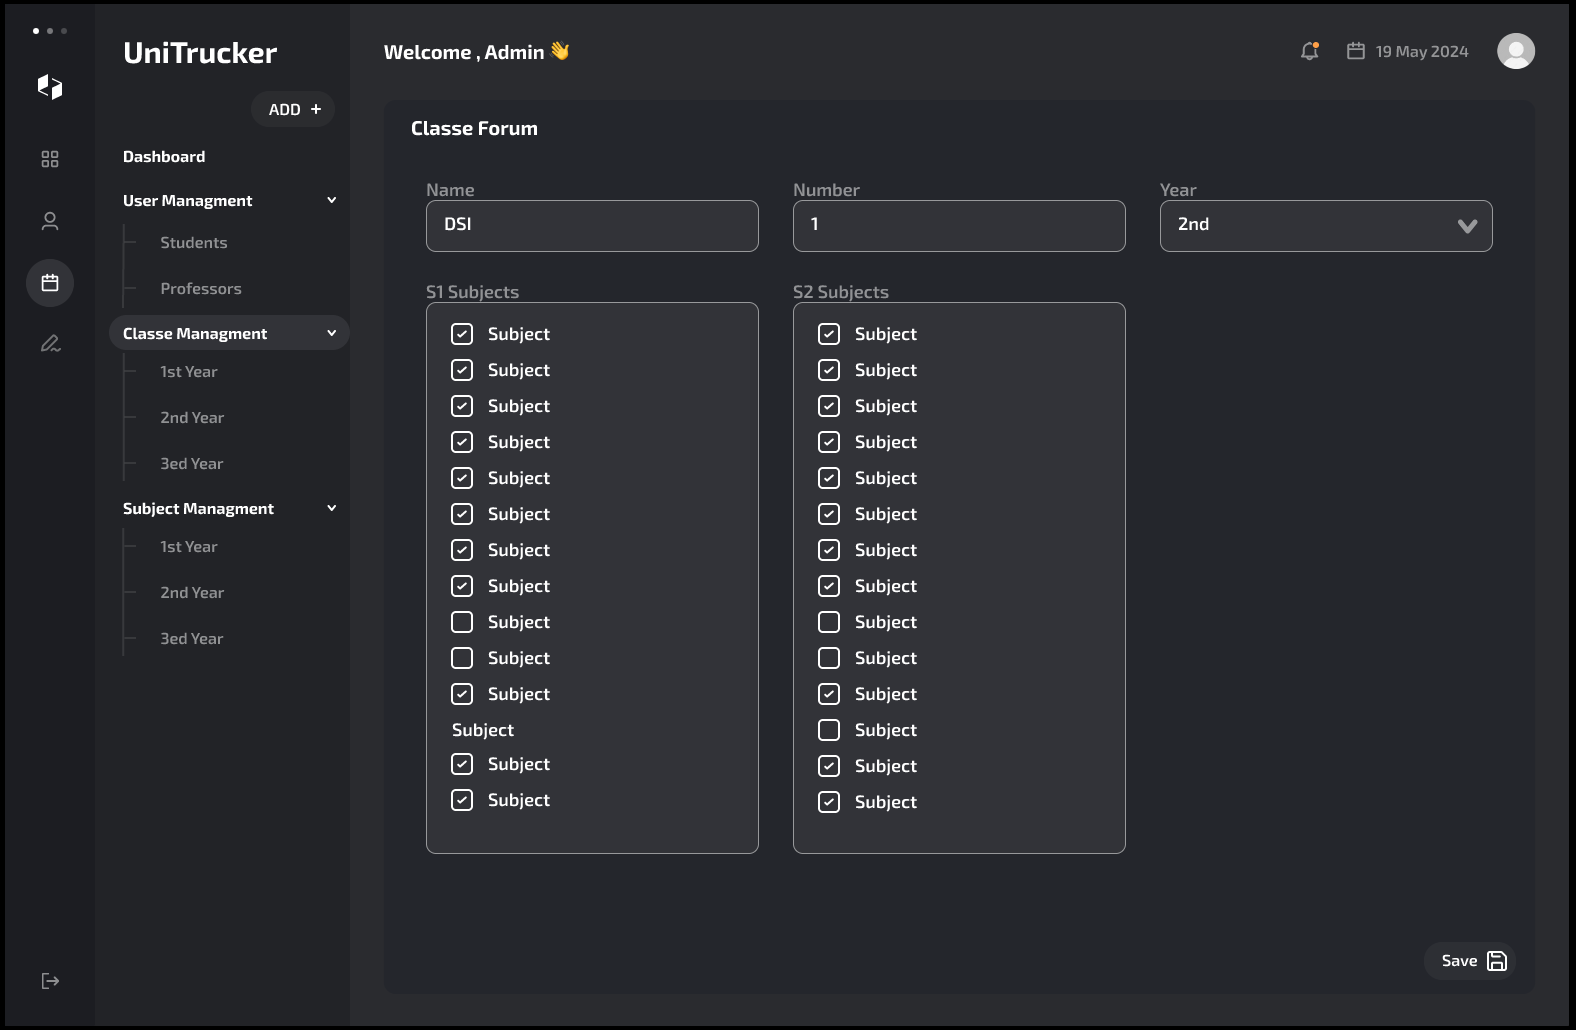 UniTrucker
ADD +
Dashboard
User Managment
Students
Professors
Classe Managment
1st Year
2nd Year
3ed Year
Subject Managment
1st Year
2nd Year
3ed Year
Welcome , Admin 👋
19 May 2024
Classe Forum
Name
DSI
Number
1
Year
2nd
S1 Subjects
Subject
Subject
Subject
Subject
Subject
Subject
Subject
Subject
Subject
Subject
Subject
Subject
Subject
Subject
S2 Subjects
Subject
Subject
Subject
Subject
Subject
Subject
Subject
Subject
Subject
Subject
Subject
Subject
Subject
Subject
Save